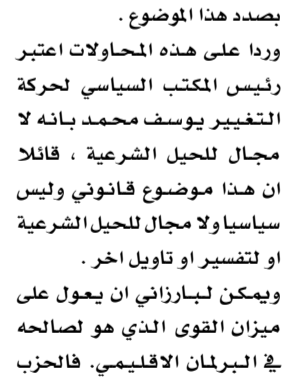 بصدد هذا الموضوع .
وردا على هذه المحاولات اعتبر
رئيس المكتب السياسي لحركة
التغيير يوسف محمد بانه لا
مجال للحيل الشرعية ، قائلا
ان هذا موضوع قانوني وليس
سياسيا ولا مجال للحيل الشرعية
او لتفسير او تاويل اخر .
ويمكن لبارزاني ان يعول على
ميزان القوى الذي هو لصالحه
في البرلمان الاقليمي. فالحزب